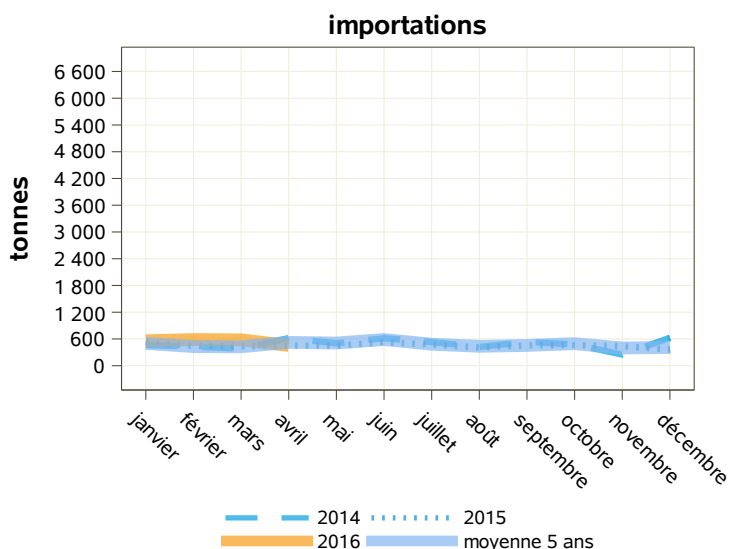 importations
tonnes
6 600
6 000
5 400
4 800
4 200
3 600
3 000
2 400
1 800
1 200
600
0
janvier
février
mars
avril
mai
juin
juillet
août
septembre
octobre
novembre
décembre
2014 2015
2016 moyenne 5 ans